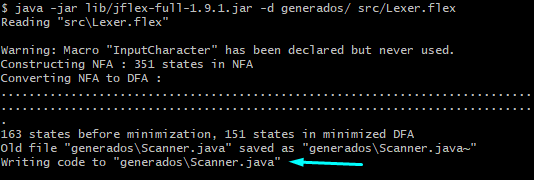 $ java -jar lib/jflex-full-1.9.1.jar -d generados/ src/Lexer.flex
Reading "src\Lexer.flex"
Warning: Macro "InputCharacter" has been declared but never used.
Constructing NFA : 351 states in NFA
Converting NFA to DFA :
...............................................................................
...............................................................................
.
163 states before minimization, 151 states in minimized DFA
Old file "generados\Scanner.java" saved as "generados\Scanner.java~"
Writing code to "generados\Scanner.java"